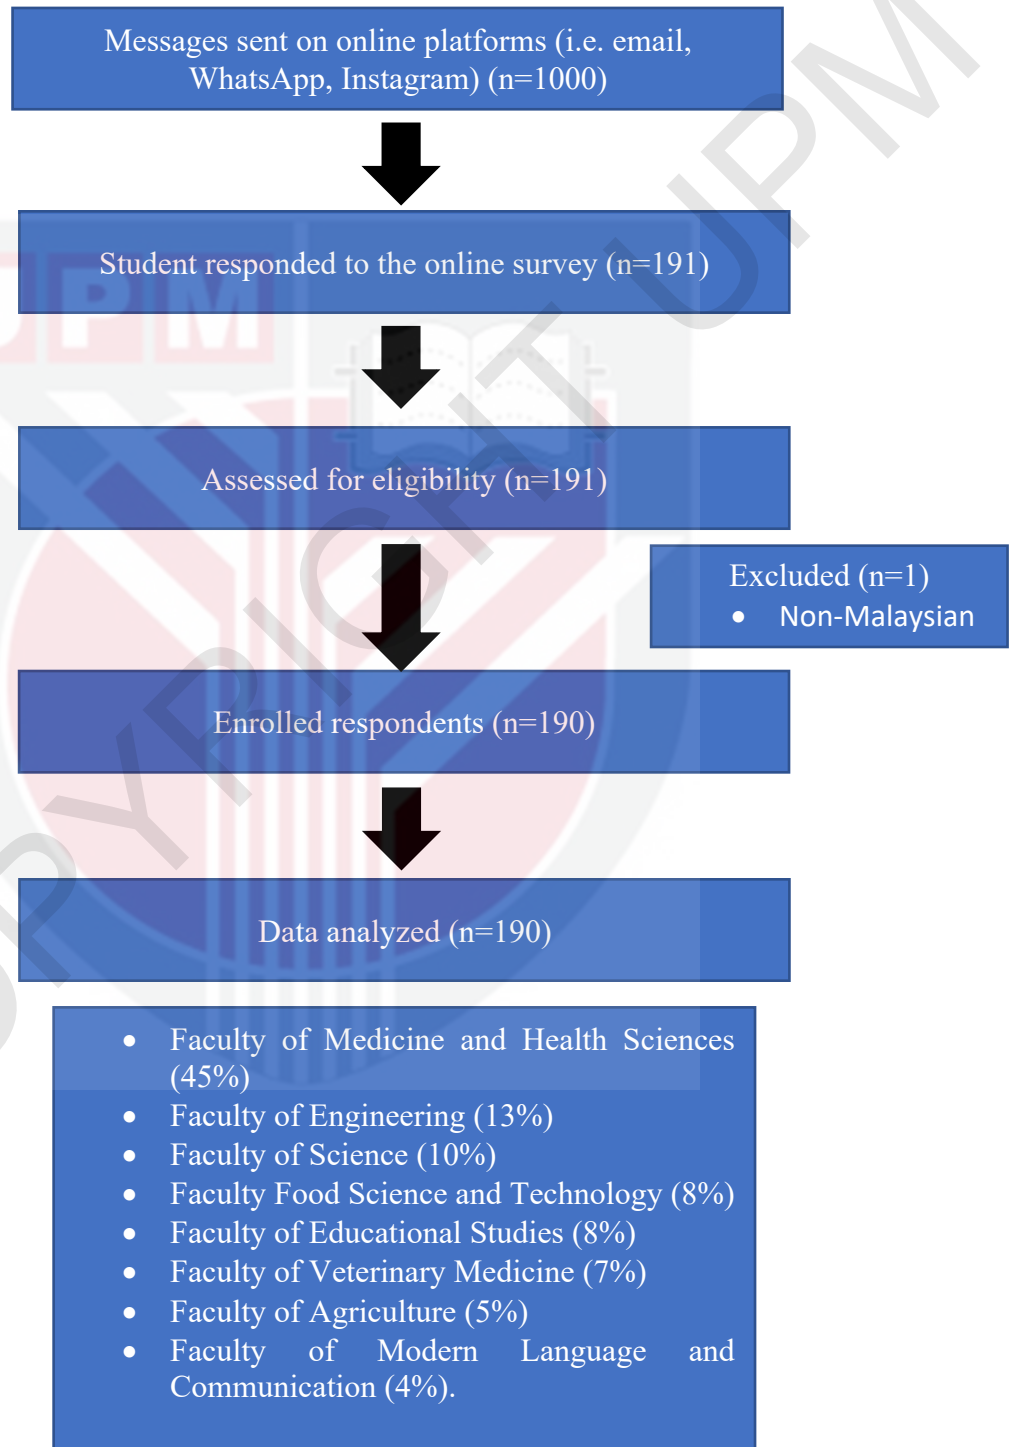 Messages sent on online platforms (i.e. email,
WhatsApp, Instagram) (n=1000)
Student responded to the online survey (n=191)
UPM
Assessed for eligibility (n=191)
Excluded (n=1)
• Non-Malaysian
Enrolled respondents (n=190)
Data analyzed (n=190)
• Faculty of Medicine and Health Sciences
(45%)
• Faculty of Engineering (13%)
• Faculty of Science (10%)
• Faculty Food Science and Technology (8%)
• Faculty of Educational Studies (8%)
• Faculty of Veterinary Medicine (7%)
• Faculty of Agriculture (5%)
• Faculty of Modern Language and
Communication (4%).
COPYRIGHT UPM